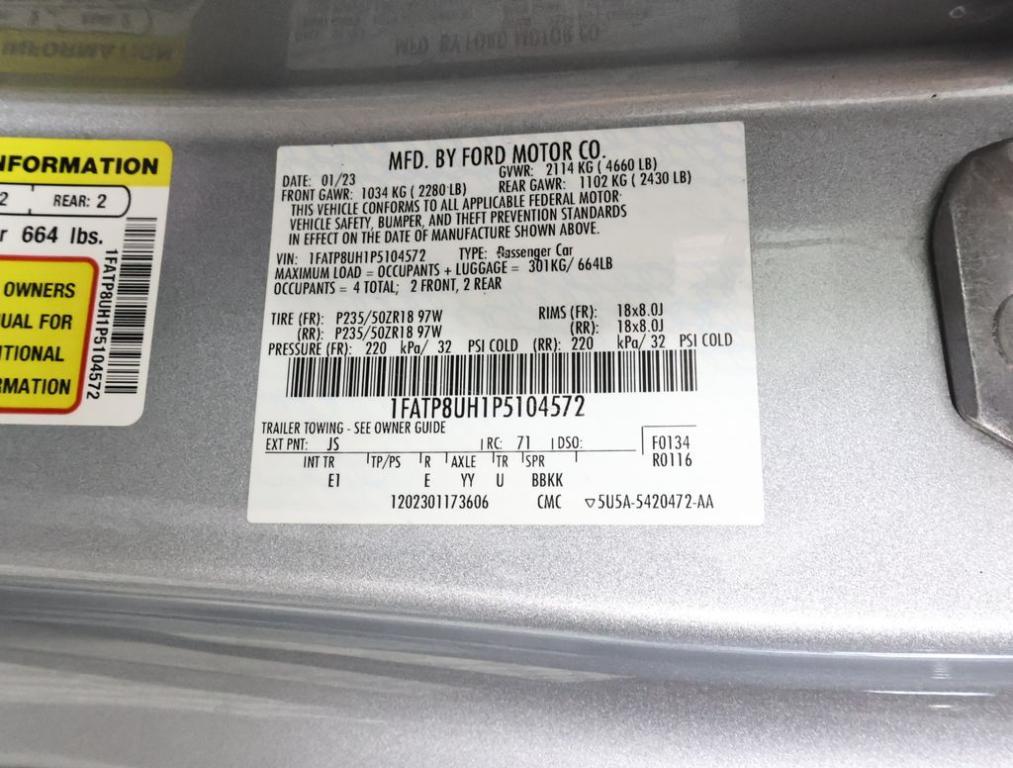 MFD. BY FORD MOTOR CO.
INFORMATION
NFORMATION
2 REAR: 2
r 664 lbs.
OWNERS
UAL FOR
ITIONAL
RMATION
1FATP8UH1P5104572
MFD. BY FORD MOTOR CO.
DATE: 01/23 GVWR: 2114 KG ( 4660 LB)
FRONT GAWR: 1034 KG ( 2280 LB) REAR GAWR: 1102 KG ( 2430 LB)
THIS VEHICLE CONFORMS TO ALL APPLICABLE FEDERAL MOTOR
VEHICLE SAFETY, BUMPER, AND THEFT PREVENTION STANDARDS
IN EFFECT ON THE DATE OF MANUFACTURE SHOWN ABOVE.
VIN: 1FATP8UH1P5104572 TYPE: Passenger Car
MAXIMUM LOAD = OCCUPANTS + LUGGAGE = 301KG/ 664LB
OCCUPANTS = 4 TOTAL; 2 FRONT, 2 REAR
TIRE (FR): P235/50ZR18 97W RIMS (FR): 18x8.0J
(RR): P235/50ZR18 97W (RR): 18x8.0J
PRESSURE (FR): 220 kPa/ 32 PSI COLD (RR): 220 kPa/ 32 PSI COLD
1FATP8UH1P5104572
TRAILER TOWING - SEE OWNER GUIDE
EXT PNT: JS RC: 71 DSO: F0134
R0116
INT TR TP/PS R AXLE TR SPR
E1 E YY U BBKK
1202301173606 CMC ▽5U5A-5420472-AA